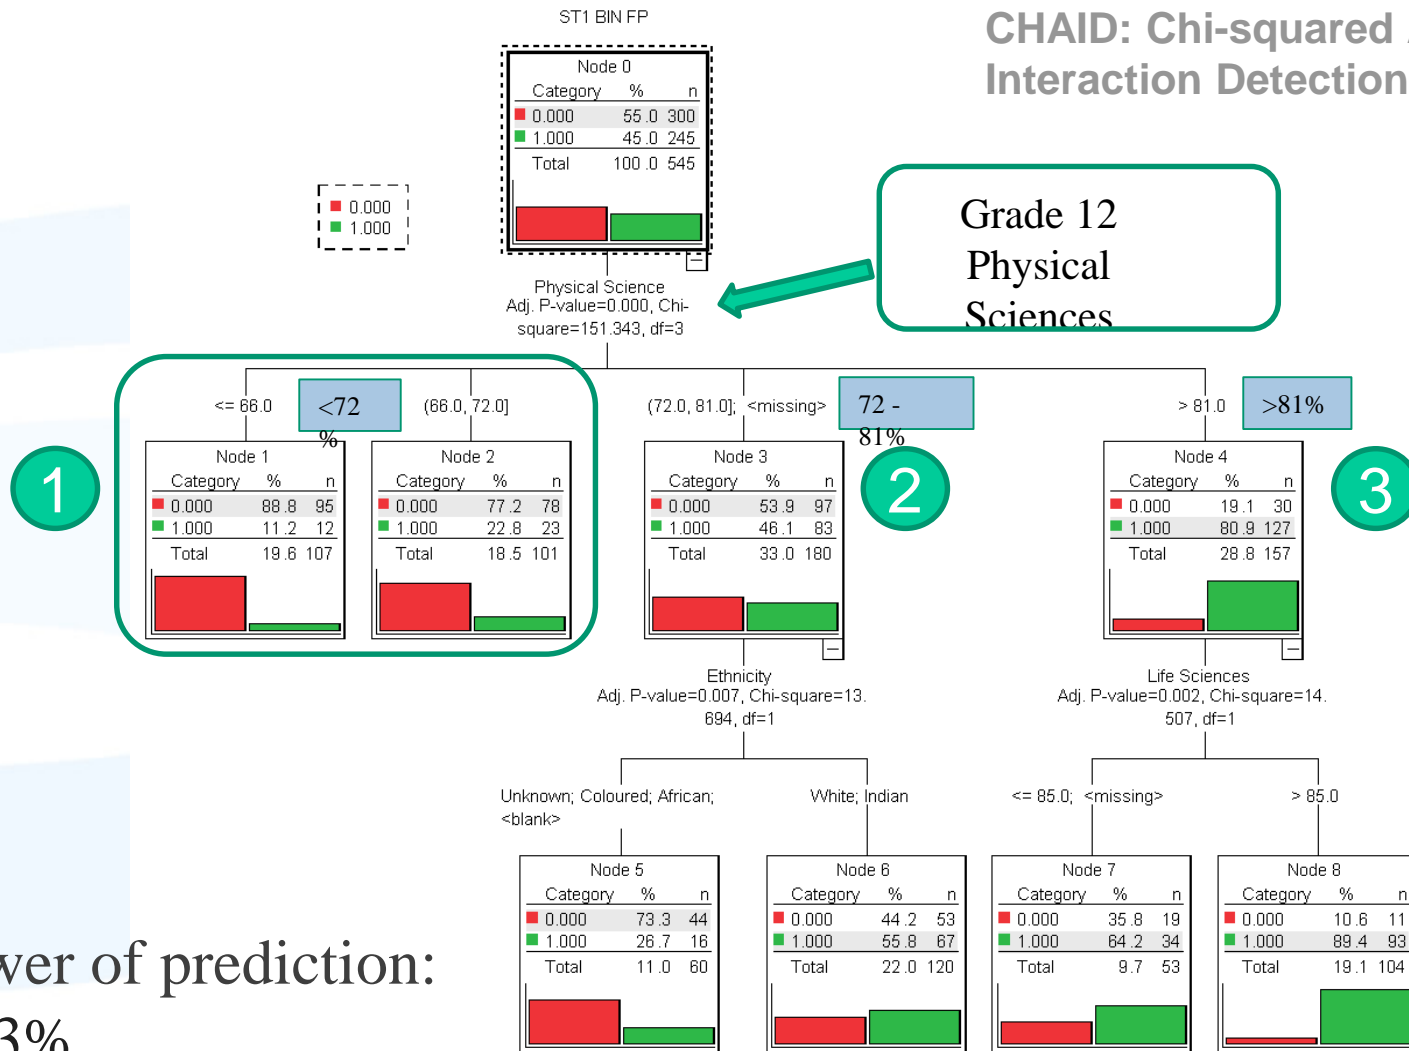 ST1 BIN FP
CHAID: Chi-squared
Interaction Detection
Node 0
Category % n
0.000 55.0 300
1.000 45.0 245
Total 100.0 545
0.000
1.000
Grade 12
Physical
Sciences
Physical Science
Adj. P-value=0.000, Chi-
square=151.343, df=3
<= 66.0
<72
%
(66.0, 72.0]
(72.0, 81.0]; <missing>
72 -
81%
> 81.0
>81%
1
Node 1
Category % n
0.000 88.8 95
1.000 11.2 12
Total 19.6 107
Node 2
Category % n
0.000 77.2 78
1.000 22.8 23
Total 18.5 101
Node 3
Category % n
0.000 53.9 97
1.000 46.1 83
Total 33.0 180
2
Node 4
Category % n
0.000 19.1 30
1.000 80.9 127
Total 28.8 157
3
Ethnicity
Adj. P-value=0.007, Chi-square=13.
694, df=1
Life Sciences
Adj. P-value=0.002, Chi-square=14.
507, df=1
Unknown; Coloured; African;
<blank>
White; Indian
<= 85.0; <missing>
> 85.0
Node 5
Category % n
0.000 73.3 44
1.000 26.7 16
Total 11.0 60
Node 6
Category % n
0.000 44.2 53
1.000 55.8 67
Total 22.0 120
Node 7
Category % n
0.000 35.8 19
1.000 64.2 34
Total 9.7 53
Node 8
Category % n
0.000 10.6 11
1.000 89.4 93
Total 19.1 104
wer of prediction:
3%